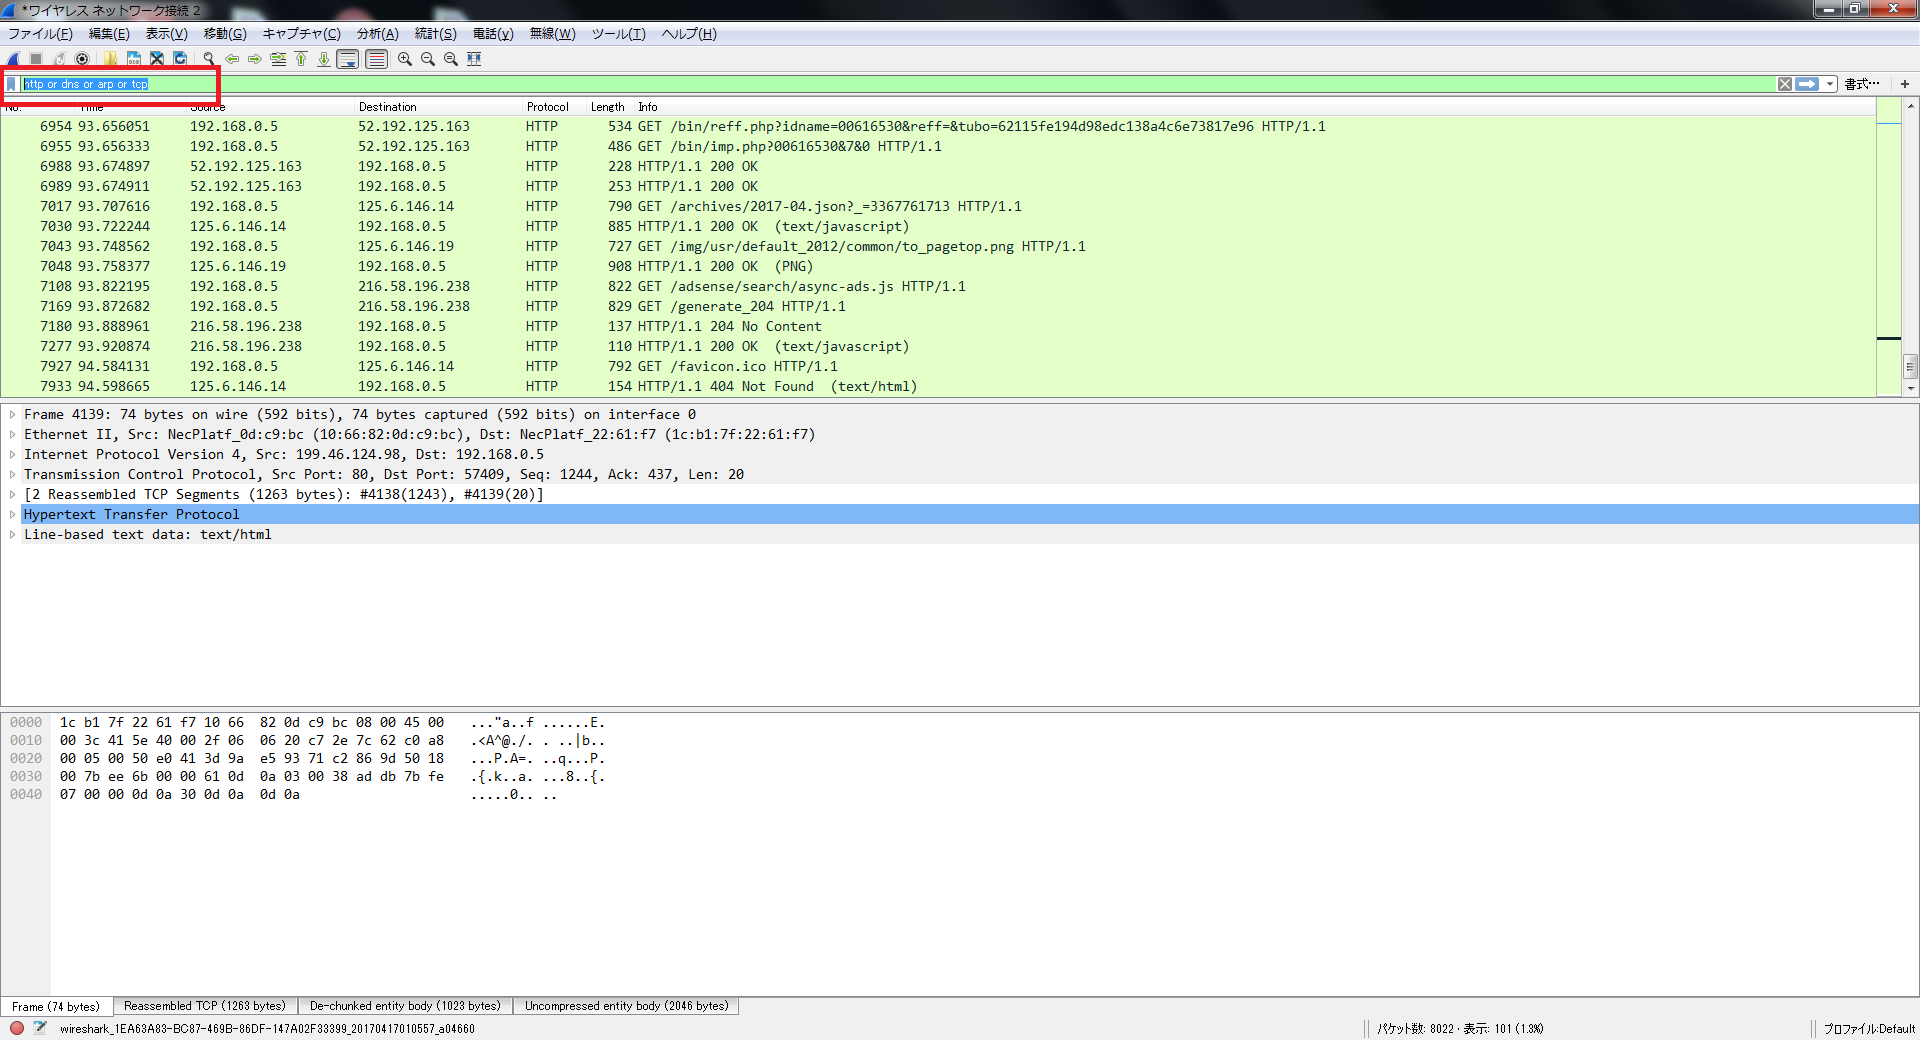 *ワイヤレス ネットワーク接続 2
ファイル(F) 編集(E) 表示(V) 移動(G) キャプチャ(C) 分析(A) 統計(S) 電話(y) 無線(W) ツール(T) ヘルプ(H)
http or dns or arp or tcp 書式… +
No. Time Source Destination Protocol Length Info
6954 93.656051 192.168.0.5 52.192.125.163 HTTP 534 GET /bin/reff.php?idname=00616530&reff=&tubo=62115fe194d98edc138a4c6e73817e96 HTTP/1.1
6955 93.656333 192.168.0.5 52.192.125.163 HTTP 486 GET /bin/imp.php?00616530&7&0 HTTP/1.1
6988 93.674897 52.192.125.163 192.168.0.5 HTTP 228 HTTP/1.1 200 OK
6989 93.674911 52.192.125.163 192.168.0.5 HTTP 253 HTTP/1.1 200 OK
7017 93.707616 192.168.0.5 125.6.146.14 HTTP 790 GET /archives/2017-04.json?_=3367761713 HTTP/1.1
7030 93.722244 125.6.146.14 192.168.0.5 HTTP 885 HTTP/1.1 200 OK (text/javascript)
7043 93.748562 192.168.0.5 125.6.146.19 HTTP 727 GET /img/usr/default_2012/common/to_pagetop.png HTTP/1.1
7048 93.758377 125.6.146.19 192.168.0.5 HTTP 908 HTTP/1.1 200 OK (PNG)
7108 93.822195 192.168.0.5 216.58.196.238 HTTP 822 GET /adsense/search/async-ads.js HTTP/1.1
7169 93.872682 192.168.0.5 216.58.196.238 HTTP 829 GET /generate_204 HTTP/1.1
7180 93.888961 216.58.196.238 192.168.0.5 HTTP 137 HTTP/1.1 204 No Content
7277 93.920874 216.58.196.238 192.168.0.5 HTTP 110 HTTP/1.1 200 OK (text/javascript)
7927 94.584131 192.168.0.5 125.6.146.14 HTTP 792 GET /favicon.ico HTTP/1.1
7933 94.598665 125.6.146.14 192.168.0.5 HTTP 154 HTTP/1.1 404 Not Found (text/html)
Frame 4139: 74 bytes on wire (592 bits), 74 bytes captured (592 bits) on interface 0
Ethernet II, Src: NecPlatf_0d:c9:bc (10:66:82:0d:c9:bc), Dst: NecPlatf_22:61:f7 (1c:b1:7f:22:61:f7)
Internet Protocol Version 4, Src: 199.46.124.98, Dst: 192.168.0.5
Transmission Control Protocol, Src Port: 80, Dst Port: 57409, Seq: 1244, Ack: 437, Len: 20
[2 Reassembled TCP Segments (1263 bytes): #4138(1243), #4139(20)]
Hypertext Transfer Protocol
Line-based text data: text/html
0000 1c b1 7f 22 61 f7 10 66 82 0d c9 bc 08 00 45 00 ..."a..f ......E.
0010 00 3c 41 5e 40 00 2f 06 06 20 c7 2e 7c 62 c0 a8 .<A^@./. . ..|b..
0020 00 05 00 50 e0 41 3d 9a e5 93 71 c2 86 9d 50 18 ...P.A=. ..q...P.
0030 00 7b ee 6b 00 00 61 0d 0a 03 00 38 ad db 7b fe .{.k..a. ...8..{.
0040 07 00 00 0d 0a 30 0d 0a 0d 0a .....0.. ..
Frame (74 bytes) Reassembled TCP (1263 bytes) De-chunked entity body (1023 bytes) Uncompressed entity body (2046 bytes)
wireshark_1EA63A83-BC87-469B-86DF-147A02F33399_20170417010557_a04660 パケット数: 8022 · 表示: 101 (1.3%) プロファイル:Default